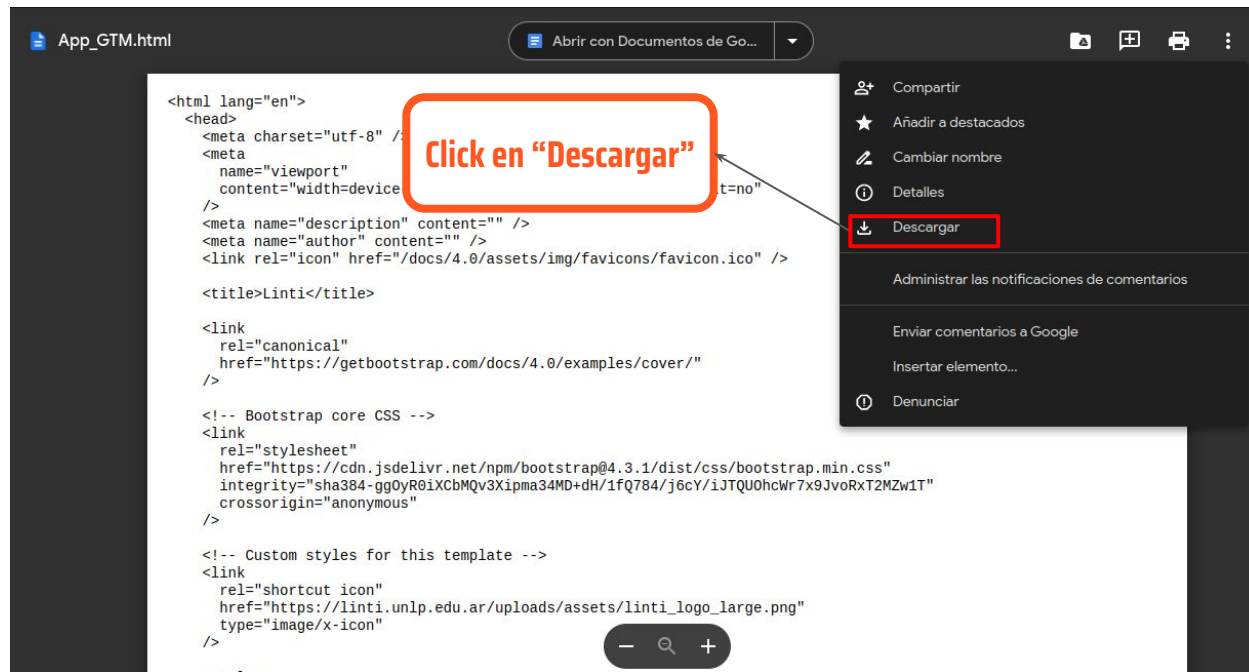 App_GTM.html
Abrir con Documentos de Go...
<html lang="en">
<head>
<meta charset="utf-8" /
<meta
name="viewport"
content="width=device
t=no"
/>
<meta name="description" content="" />
<meta name="author" content="" />
<link rel="icon" href="/docs/4.0/assets/img/favicons/favicon.ico" />
<title>Linti</title>
<link
rel="canonical"
href="https://getbootstrap.com/docs/4.0/examples/cover/"
/>
<!-- Bootstrap core CSS -->
<link
rel="stylesheet"
href="https://cdn.jsdelivr.net/npm/bootstrap@4.3.1/dist/css/bootstrap.min.css"
integrity="sha384-ggOyR0iXCbMQv3Xipma34MD+dH/1fQ784/j6cY/iJTQUOhcWr7x9JvoRxT2MZw1T"
crossorigin="anonymous"
/>
<!-- Custom styles for this template -->
<link
rel="shortcut icon"
href="https://linti.unlp.edu.ar/uploads/assets/linti_logo_large.png"
type="image/x-icon"
/>
Click en “Descargar”
Compartir
Añadir a destacados
Cambiar nombre
Detalles
Descargar
Administrar las notificaciones de comentarios
Enviar comentarios a Google
Insertar elemento...
Denunciar